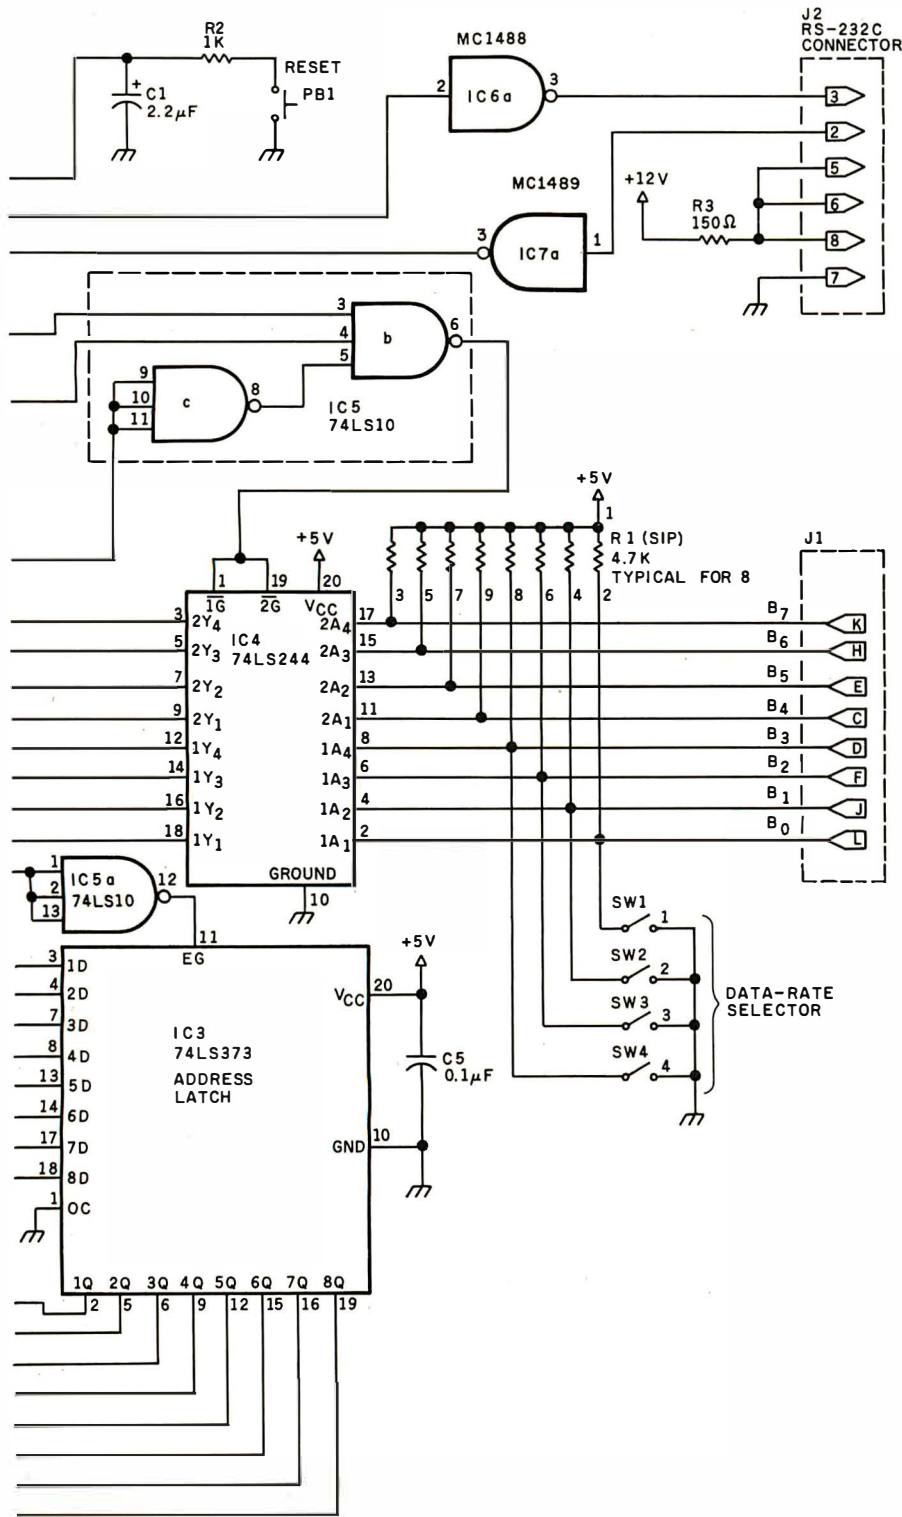 J2
RS-232C
CONNECTOR
R2
1K
MC1488
RESET
PB1
+
C1
2.2μF
2
IC6a
3
3
2
5
6
8
7
MC1489
+12V
R3
150Ω
3
IC7a
1
3
4
5
b
6
9
10
11
c
8
IC5
74LS10
+5V
1
+5V
R1 (SIP)
4.7K
TYPICAL FOR 8
J1
3 5 7 9 8 6 4 2
1 19 20
1G 2G VCC
IC4
74LS244
3 2Y4 2A4 17 B7 K
5 2Y3 2A3 15 B6 H
7 2Y2 2A2 13 B5 E
9 2Y1 2A1 11 B4 C
12 1Y4 1A4 8 B3 D
14 1Y3 1A3 6 B2 F
16 1Y2 1A2 4 B1 J
18 1Y1 1A1 2 B0 L
GROUND
10
1
2
13
IC5a
74LS10
12
11
EG
SW1 1
SW2 2
SW3 3
SW4 4
DATA-RATE
SELECTOR
+5V
3 1D
4 2D
7 3D
8 4D
13 5D
14 6D
17 7D
18 8D
1 OC
VCC 20
IC3
74LS373
ADDRESS
LATCH
C5
0.1μF
GND 10
1Q 2Q 3Q 4Q 5Q 6Q 7Q 8Q
2 5 6 9 12 15 16 19